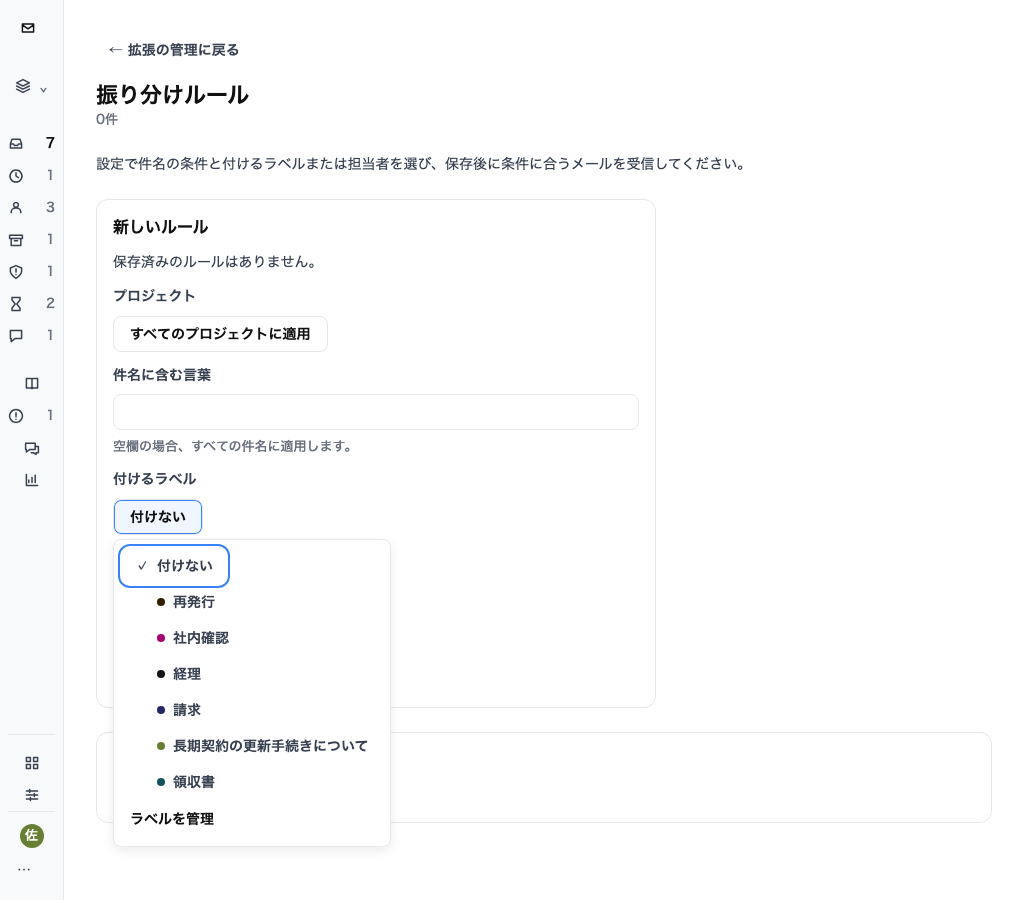 ← 拡張の管理に戻る
振り分けルール
0件
設定で件名の条件と付けるラベルまたは担当者を選び、保存後に条件に合うメールを受信してください。
7
1
3
1
1
2
1
1
新しいルール
保存済みのルールはありません。
プロジェクト
すべてのプロジェクトに適用
件名に含む言葉
空欄の場合、すべての件名に適用します。
付けるラベル
付けない
✓ 付けない
再発行
社内確認
経理
請求
長期契約の更新手続きについて
領収書
ラベルを管理
佐
…